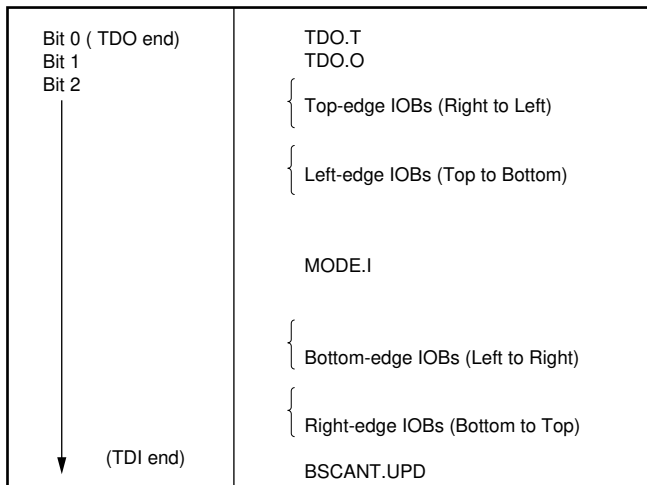 Bit 0 ( TDO end)
Bit 1
Bit 2
(TDI end)
TDO.T
TDO.O
Top-edge IOBs (Right to Left)
Left-edge IOBs (Top to Bottom)
MODE.I
Bottom-edge IOBs (Left to Right)
Right-edge IOBs (Bottom to Top)
BSCANT.UPD